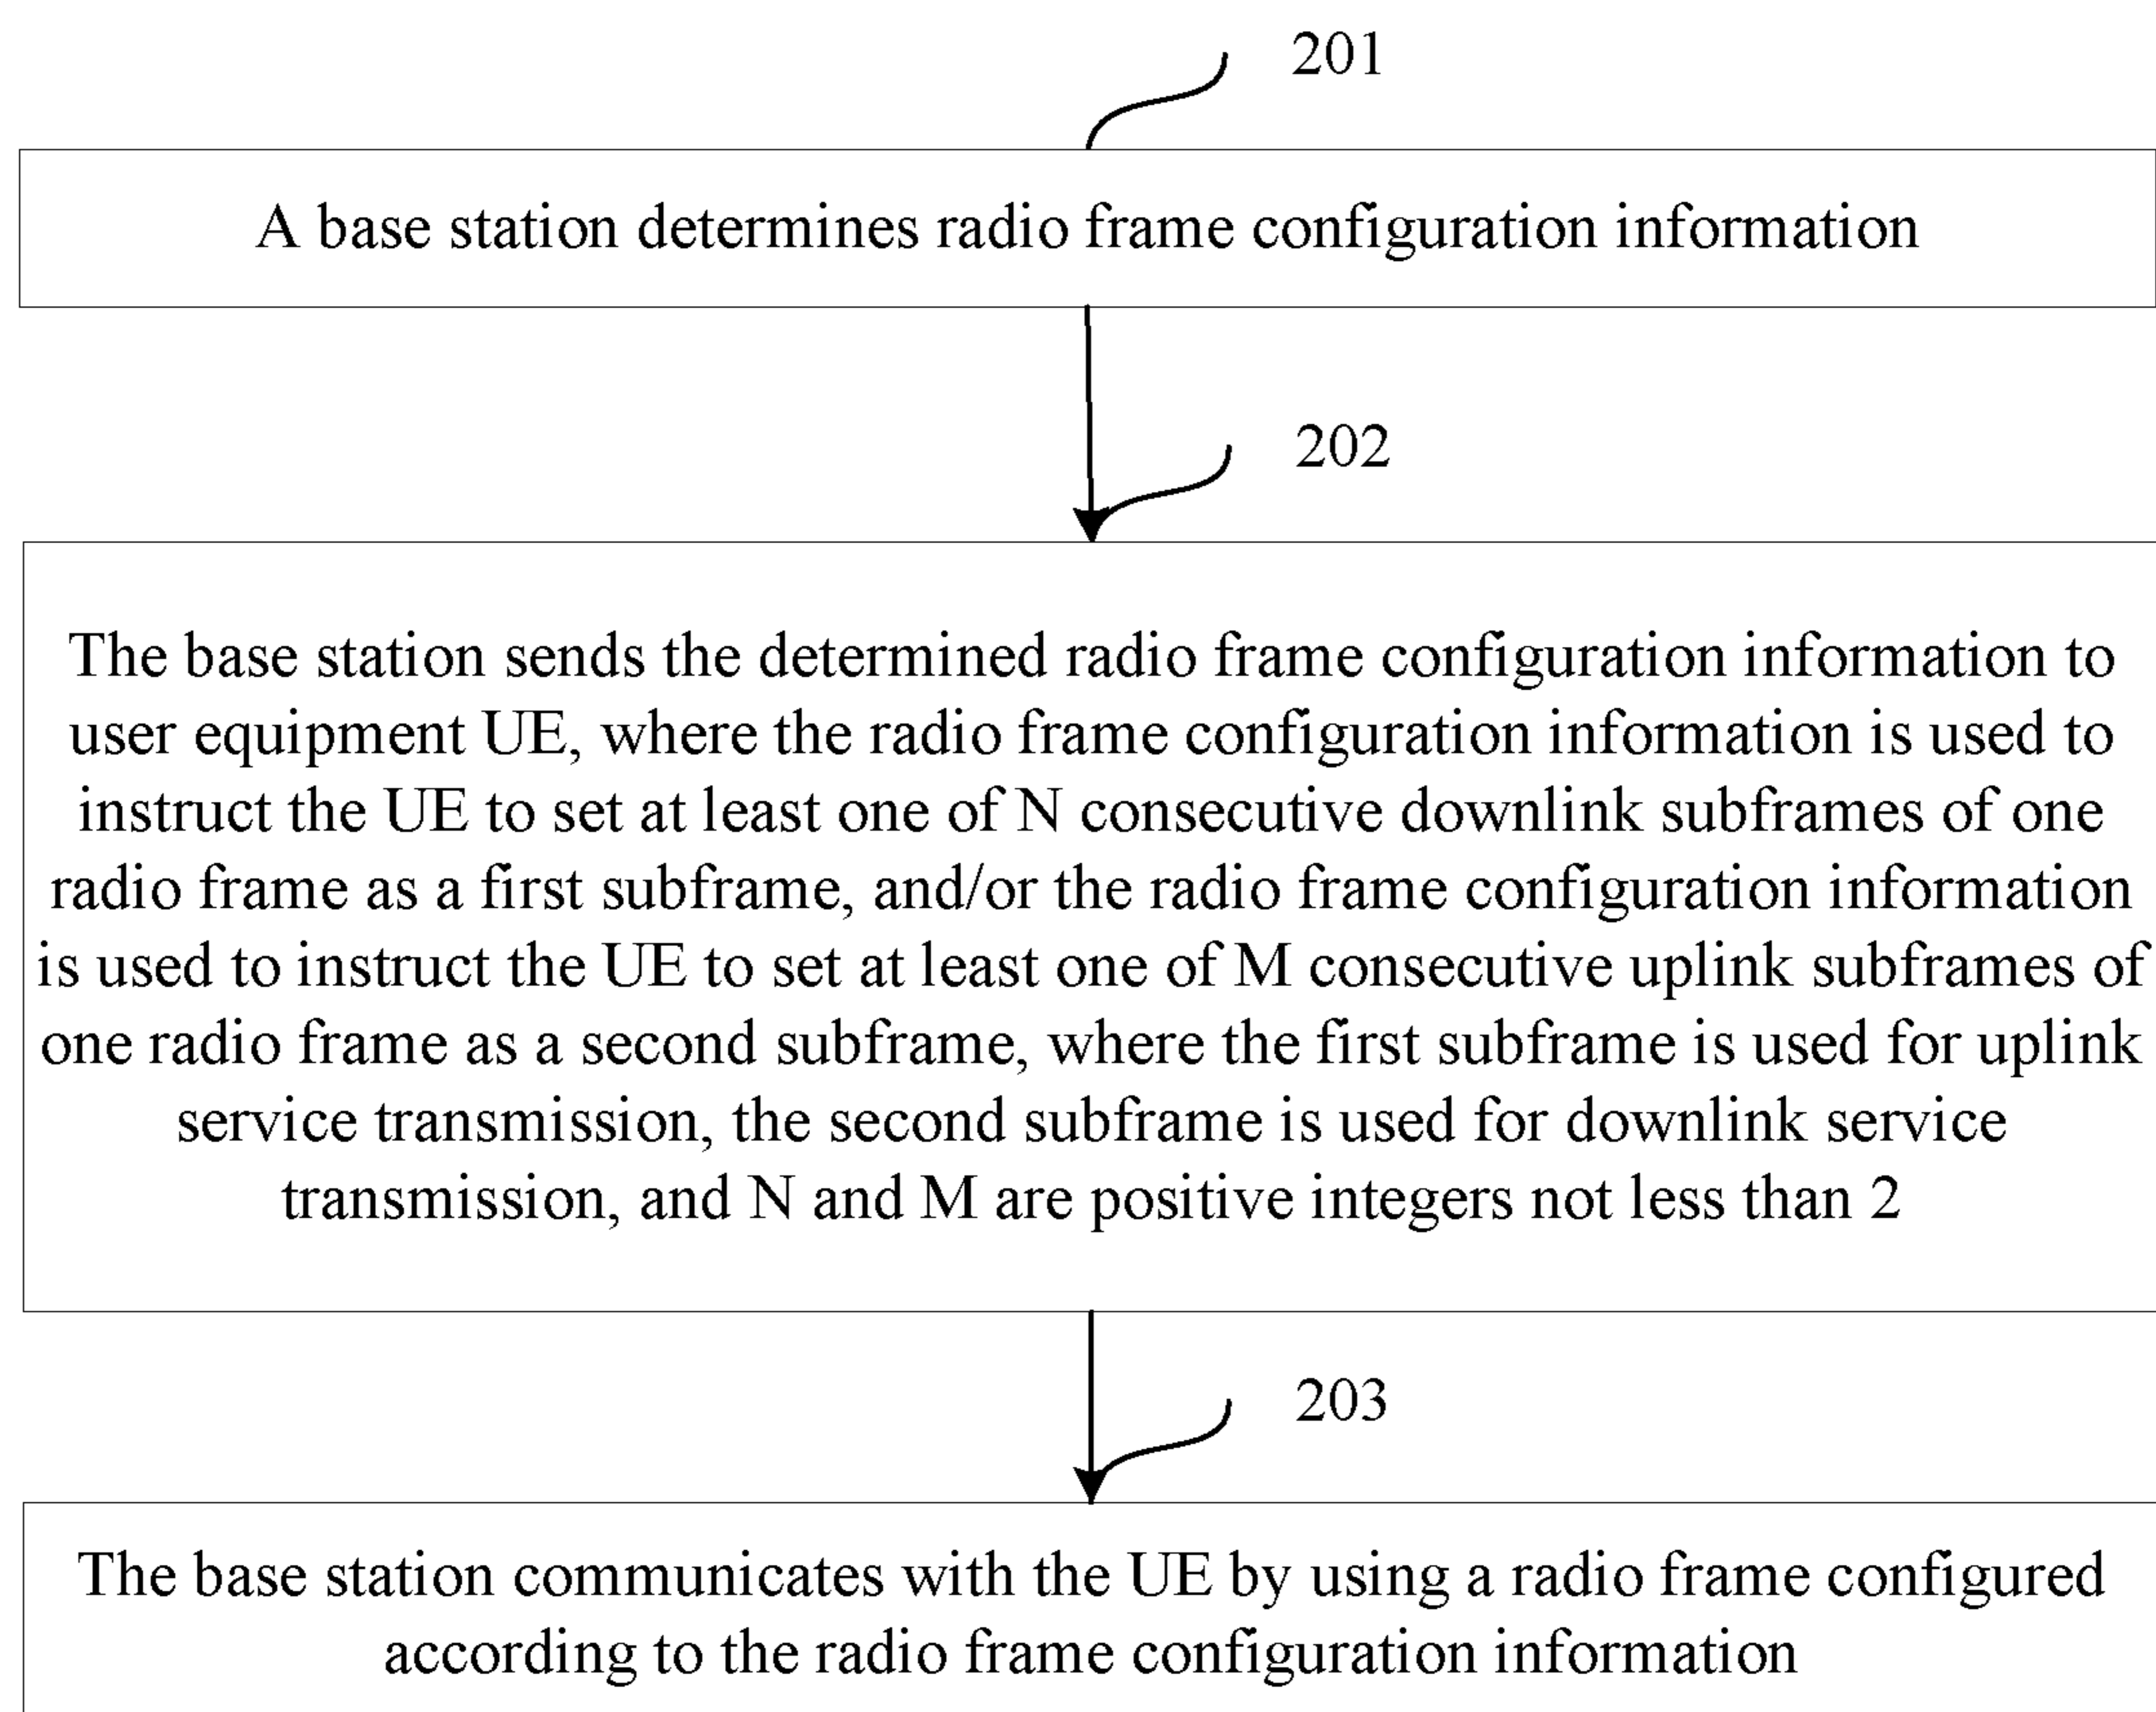 201
A base station determines radio frame configuration information
202
The base station sends the determined radio frame configuration information to
user equipment UE, where the radio frame configuration information is used to
instruct the UE to set at least one of N consecutive downlink subframes of one
radio frame as a first subframe, and/or the radio frame configuration information
is used to instruct the UE to set at least one of M consecutive uplink subframes of
one radio frame as a second subframe, where the first subframe is used for uplink
service transmission, the second subframe is used for downlink service
transmission, and N and M are positive integers not less than 2
203
The base station communicates with the UE by using a radio frame configured
according to the radio frame configuration information